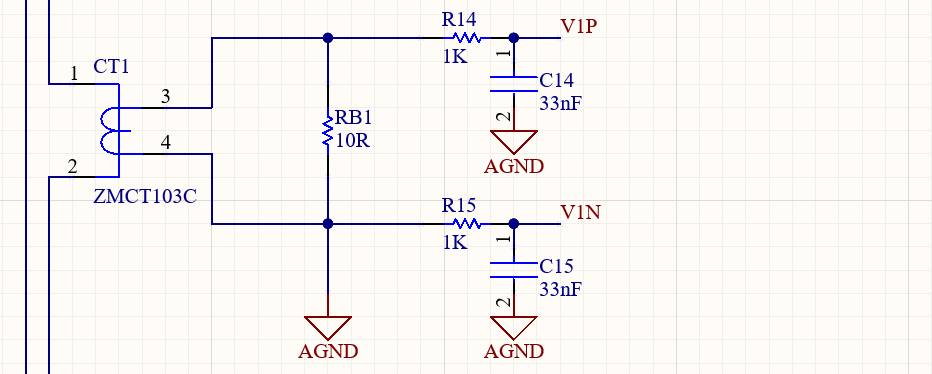 R14
V1P
1K
1
CT1
1
C14
33nF
3
RB1
10R
2
4
AGND
2
ZMCT103C
R15
V1N
1K
1
C15
33nF
2
AGND
AGND